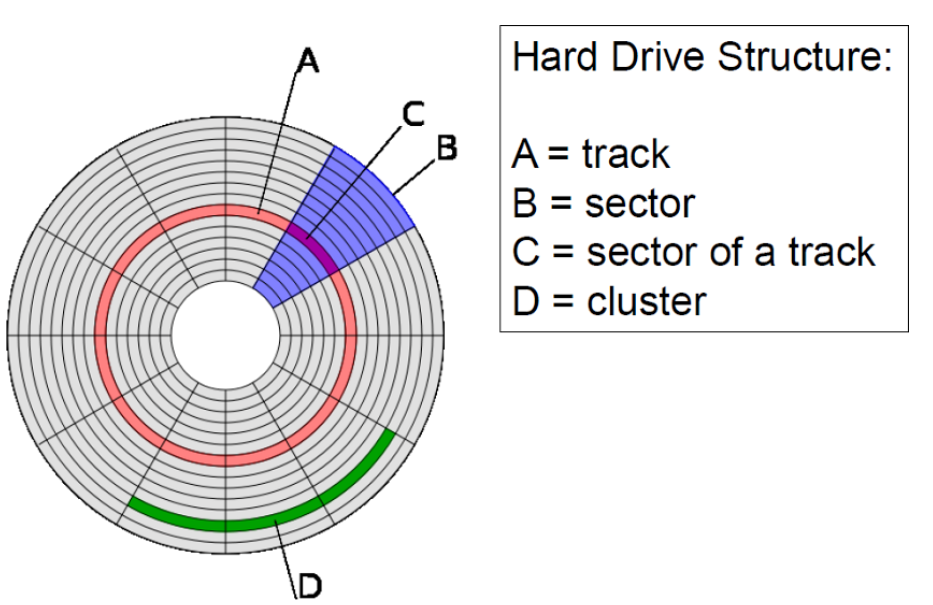 A
C
B
D
Hard Drive Structure:
A = track
B = sector
C = sector of a track
D = cluster